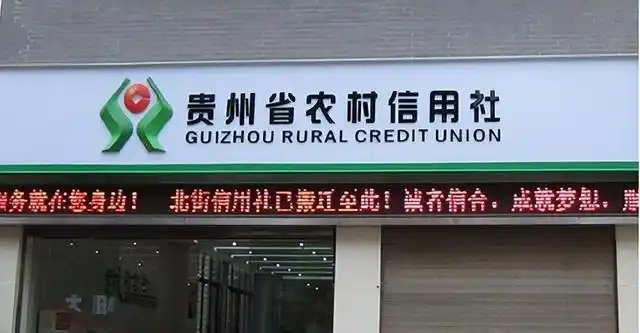 贵州省农村信用社
GUIZHOU RURAL CREDIT UNION
务就在您身边！ 北街信用社已搬迁至此！诚者信合，成就梦想，